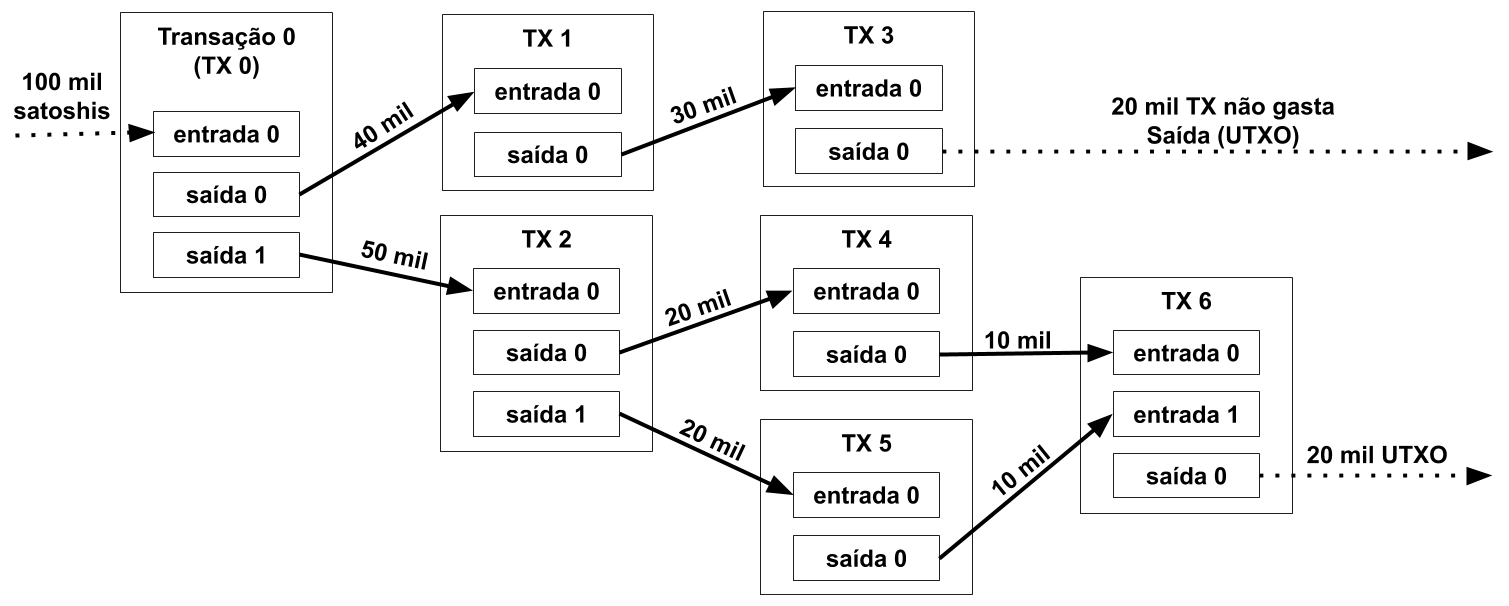 Transação 0
(TX 0)
100 mil
satoshis
entrada 0
saída 0
saída 1
40 mil
50 mil
TX 1
entrada 0
saída 0
30 mil
TX 3
entrada 0
saída 0
20 mil TX não gasta
Saída (UTXO)
TX 2
entrada 0
saída 0
saída 1
20 mil
20 mil
TX 4
entrada 0
saída 0
10 mil
TX 5
entrada 0
saída 0
10 mil
TX 6
entrada 0
entrada 1
saída 0
20 mil UTXO